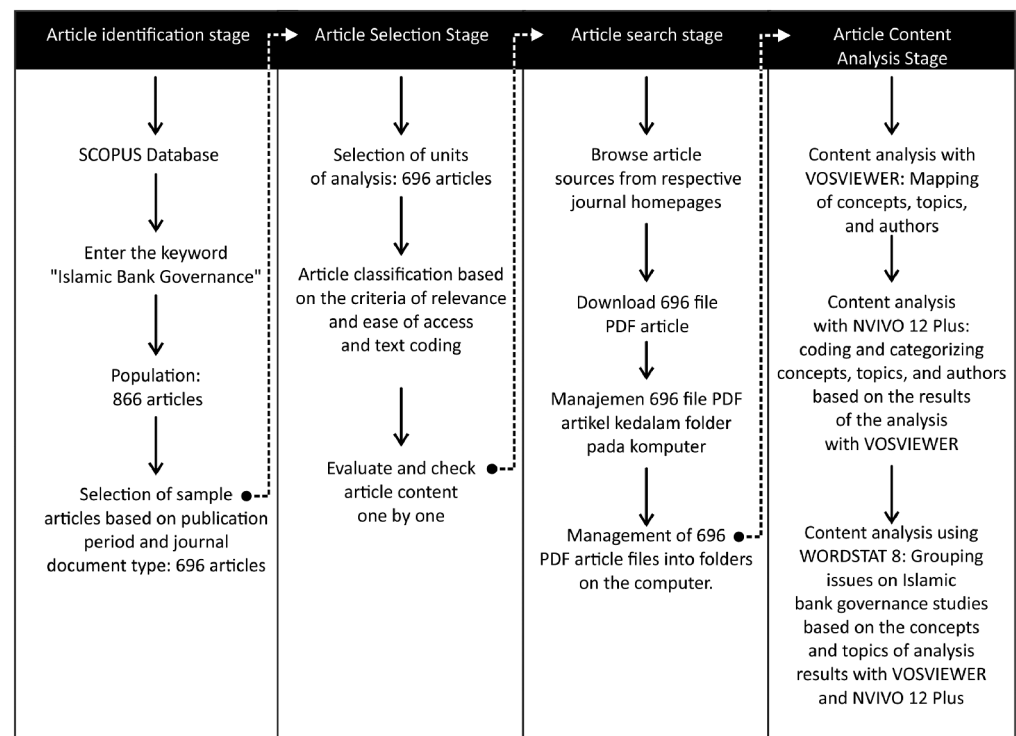 Article identification stage
SCOPUS Database
Enter the keyword
"Islamic Bank Governance"
Population:
866 articles
Selection of sample
articles based on publication
period and journal
document type: 696 articles
Article Selection Stage
Selection of units
of analysis: 696 articles
Article classification based
on the criteria of relevance
and ease of access
and text coding
Evaluate and check
article content
one by one
Article search stage
Browse article
sources from respective
journal homepages
Download 696 file
PDF article
Manajemen 696 file PDF
artikel kedalam folder
pada komputer
Management of 696
PDF article files into folders
on the computer.
Article Content
Analysis Stage
Content analysis with
VOSVIEWER: Mapping
of concepts, topics,
and authors
Content analysis
with NVIVO 12 Plus:
coding and categorizing
concepts, topics, and authors
based on the results
of the analysis
with VOSVIEWER
Content analysis using
WORDSTAT 8: Grouping
issues on Islamic
bank governance studies
based on the concepts
and topics of analysis
results with VOSVIEWER
and NVIVO 12 Plus